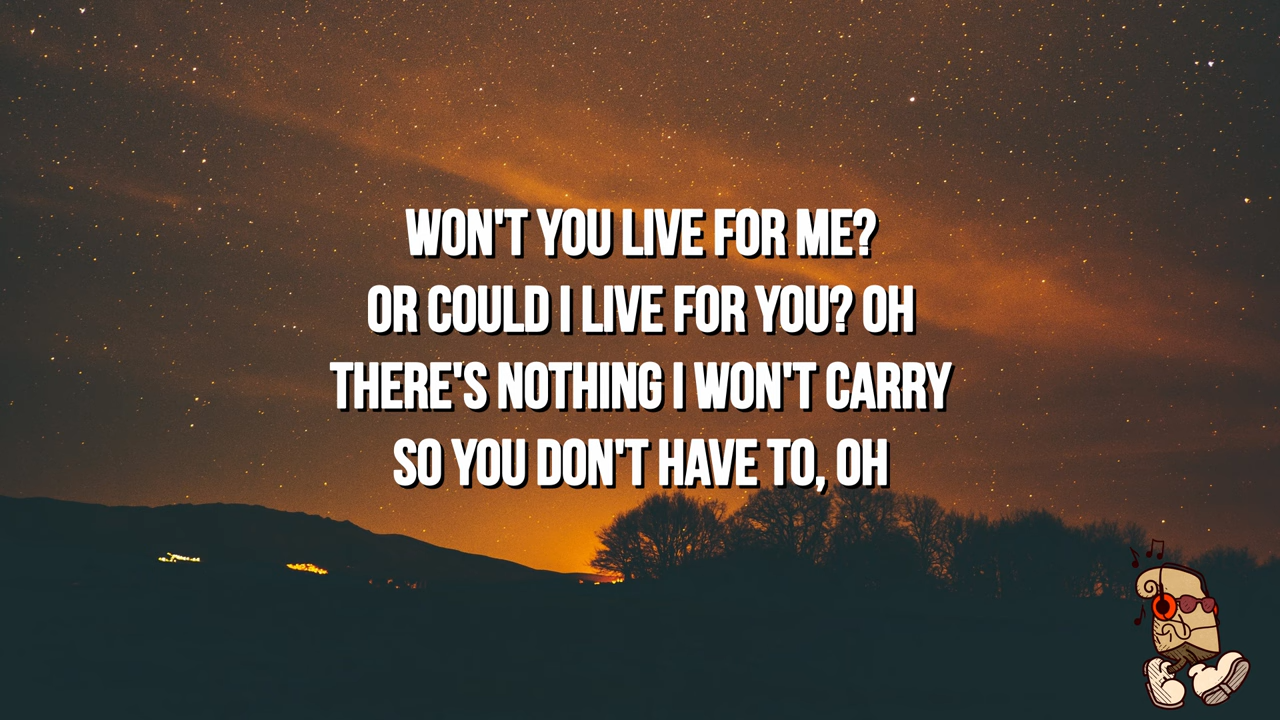 WON'T YOU LIVE FOR ME?
OR COULD I LIVE FOR YOU? OH
THERE'S NOTHING I WON'T CARRY
SO YOU DON'T HAVE TO, OH